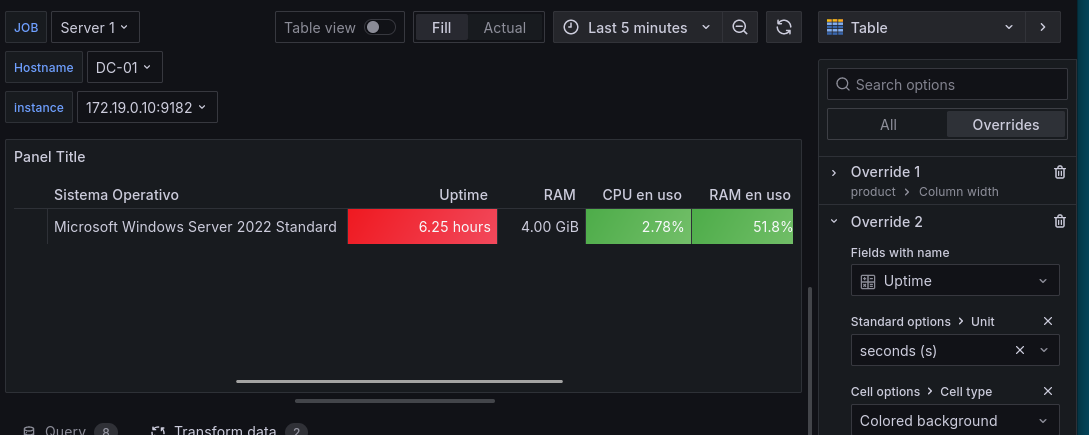 JOB Server 1 Table view Fill Actual Last 5 minutes Table
Hostname DC-01
instance 172.19.0.10:9182
Search options
All Overrides
Panel Title
Sistema Operativo Uptime RAM CPU en uso RAM en uso
Microsoft Windows Server 2022 Standard 6.25 hours 4.00 GiB 2.78% 51.8%
Override 1
product > Column width
Override 2
Fields with name
Uptime
Standard options > Unit
seconds (s)
Cell options > Cell type
Colored background
Query 8 Transform data 2